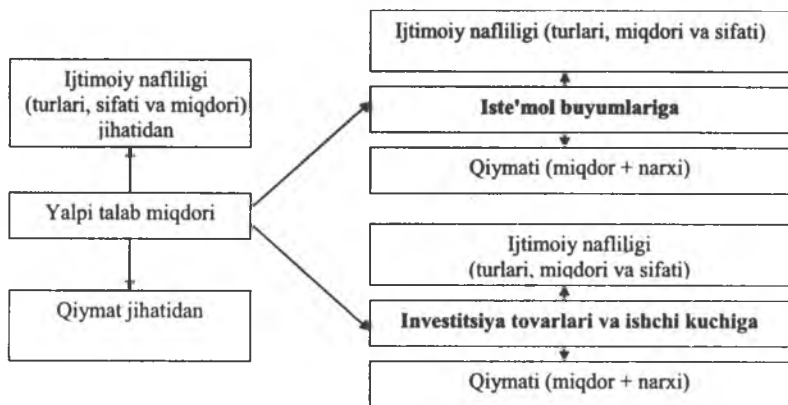 Ijtimoiy nafliligi
(turlari, sifati va miqdori)
jihatidan
Yalpi talab miqdori
Qiymat jihatidan
Ijtimoiy nafliligi (turlari, miqdori va sifati)
Iste'mol buyumlariga
Qiymati (miqdor + narxi)
Ijtimoiy nafliligi
(turlari, miqdori va sifati)
Investitsiya tovarlari va ishchi kuchiga
Qiymati (miqdor + narxi)